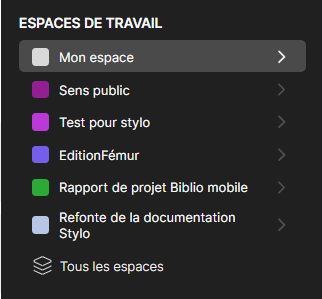 ESPACES DE TRAVAIL
Mon espace
Sens public
Test pour stylo
EditionFémur
Rapport de projet Biblio mobile
Refonte de la documentation
Stylo
Tous les espaces